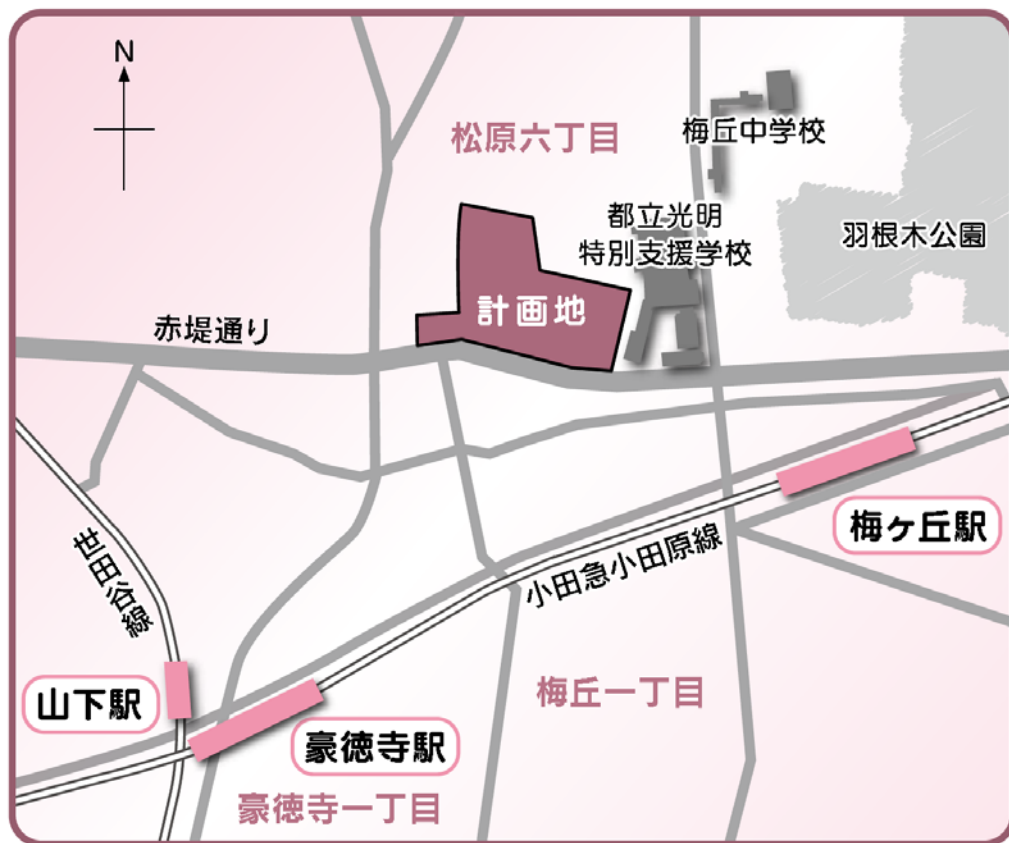 N
松原六丁目
梅丘中学校
都立光明
特別支援学校
羽根木公園
計画地
赤堤通り
世田谷線
小田急小田原線
梅ヶ丘駅
山下駅
豪徳寺駅
梅丘一丁目
豪徳寺一丁目